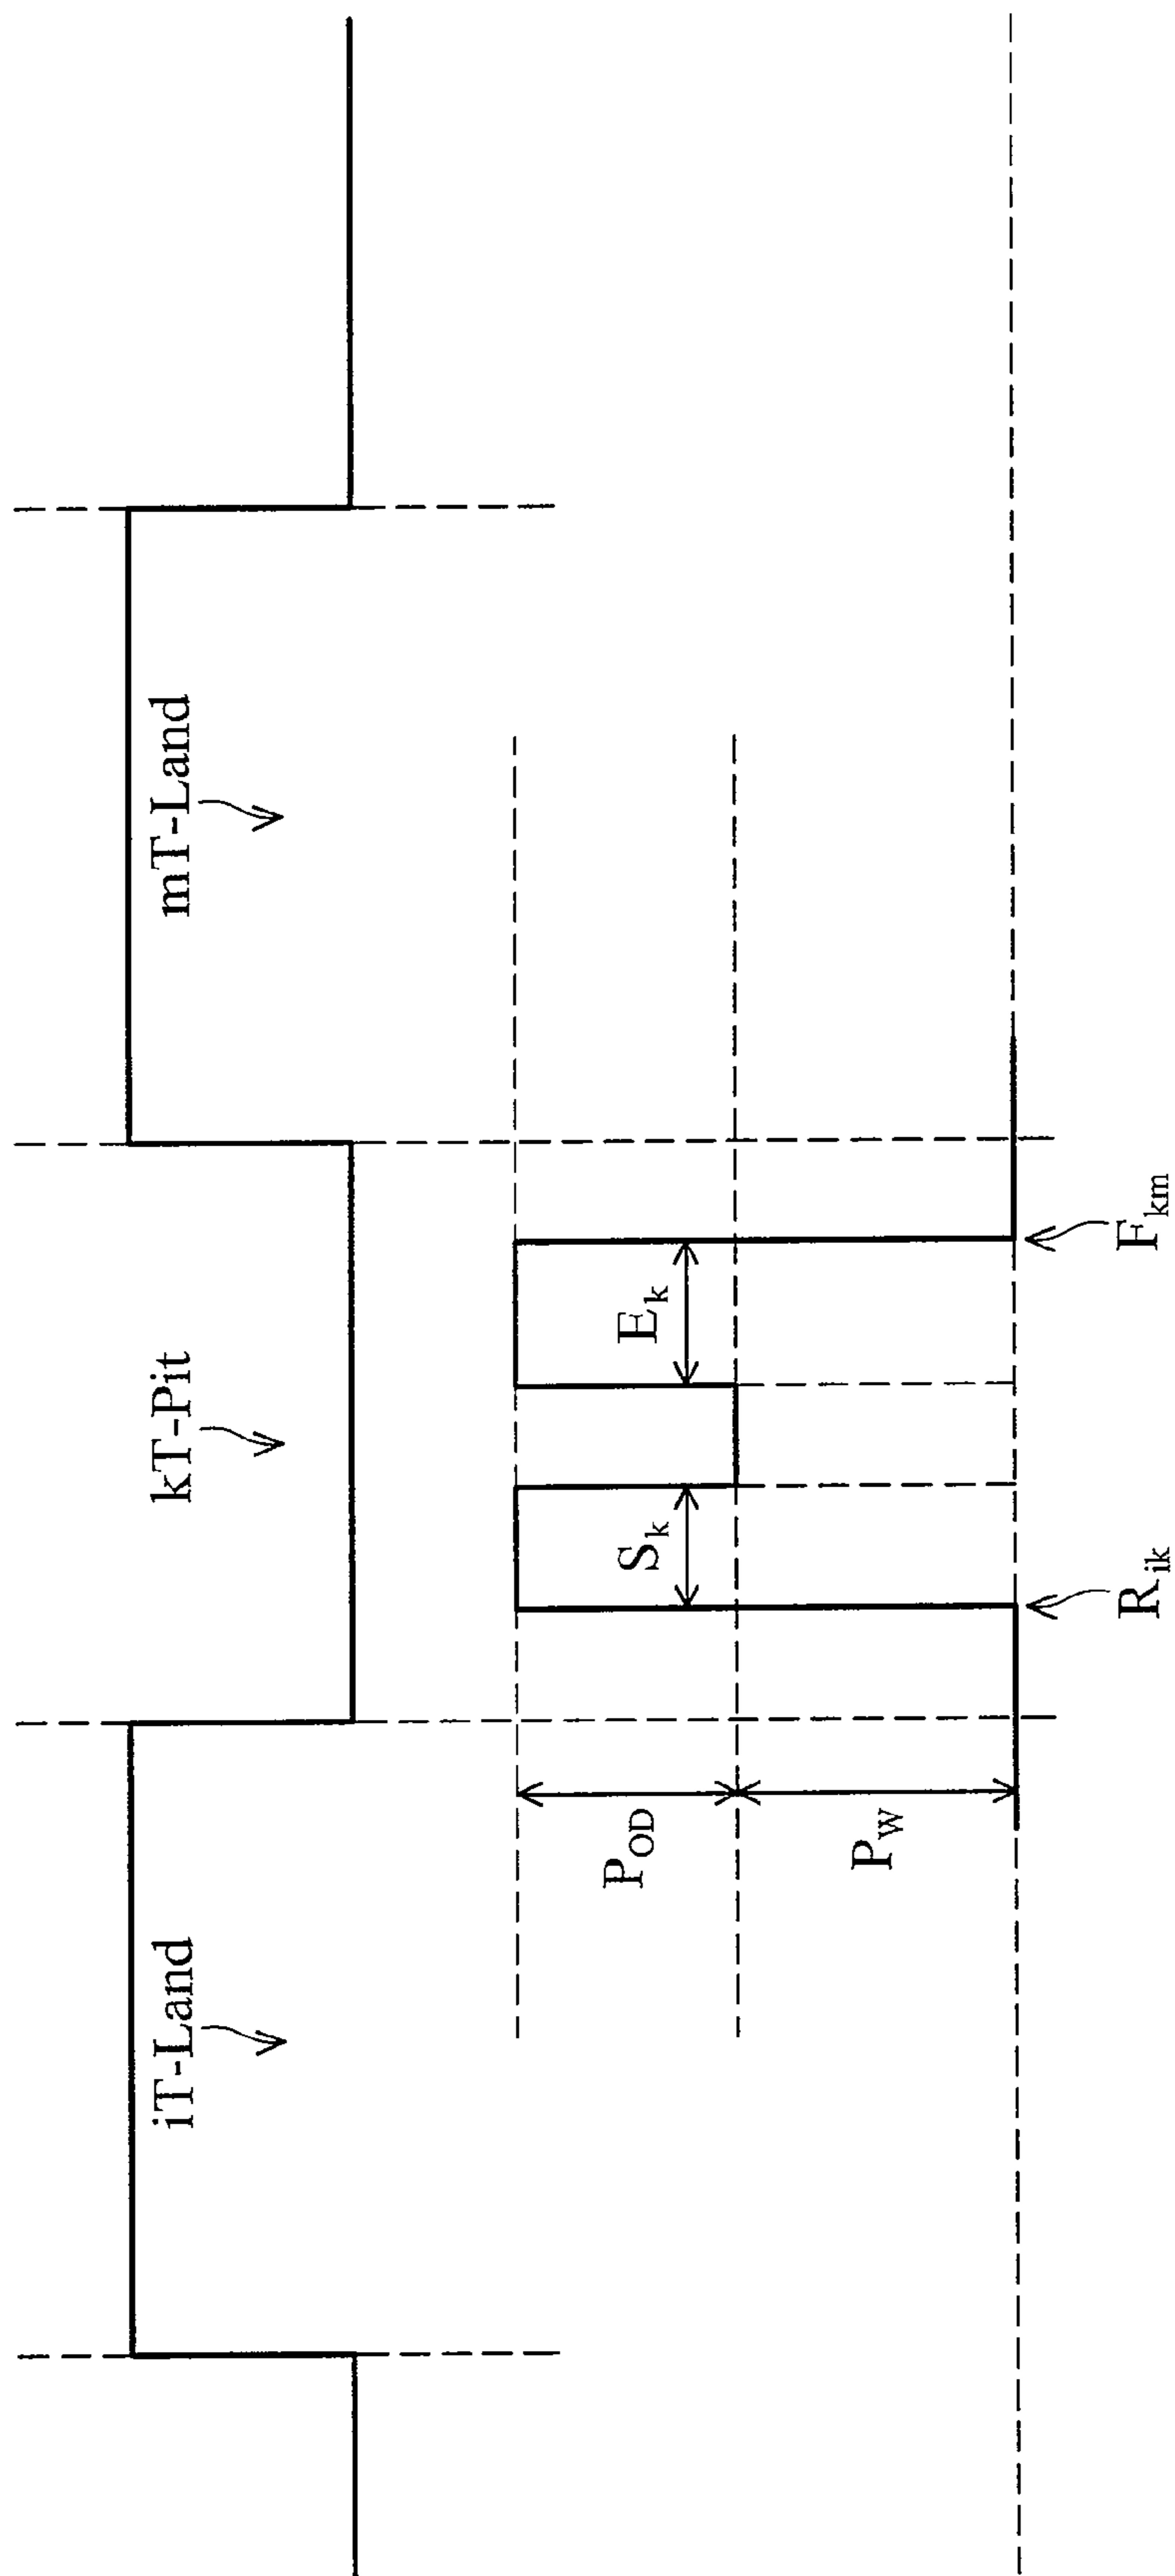 iT-Land
kT-Pit
mT-Land
P_OD
P_W
S_k
E_k
R_ik
F_km